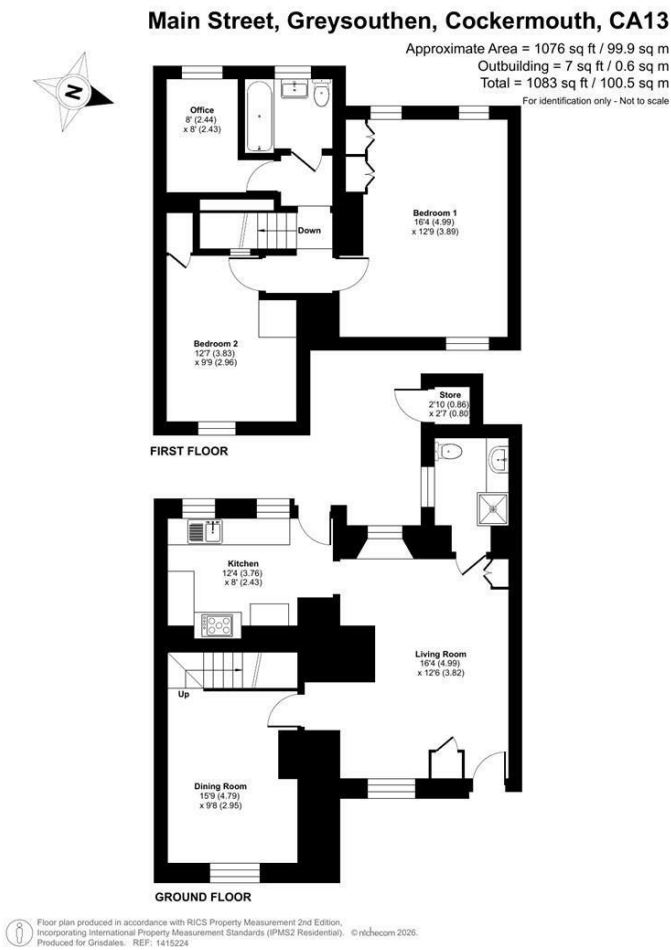 Main Street, Greysouthen, Cockermouth, CA13
Approximate Area = 1076 sq ft / 99.9 sq m
Outbuilding = 7 sq ft / 0.6 sq m
Total = 1083 sq ft / 100.5 sq m
For identification only - Not to scale
N
Office
8' (2.44)
x 8' (2.43)
Bedroom 1
16'4 (4.99)
x 12'9 (3.89)
Down
Bedroom 2
12'7 (3.83)
x 9'9 (2.96)
Store
2'10 (0.86)
x 2'7 (0.80)
FIRST FLOOR
Kitchen
12'4 (3.76)
x 8' (2.43)
Living Room
16'4 (4.99)
x 12'6 (3.82)
Up
Dining Room
15'9 (4.79)
x 9'8 (2.95)
GROUND FLOOR
Floor plan produced in accordance with RICS Property Measurement 2nd Edition,
Incorporating International Property Measurement Standards (IPMS2 Residential). ©nichecom 2026.
Produced for Grisdales. REF: 1415224